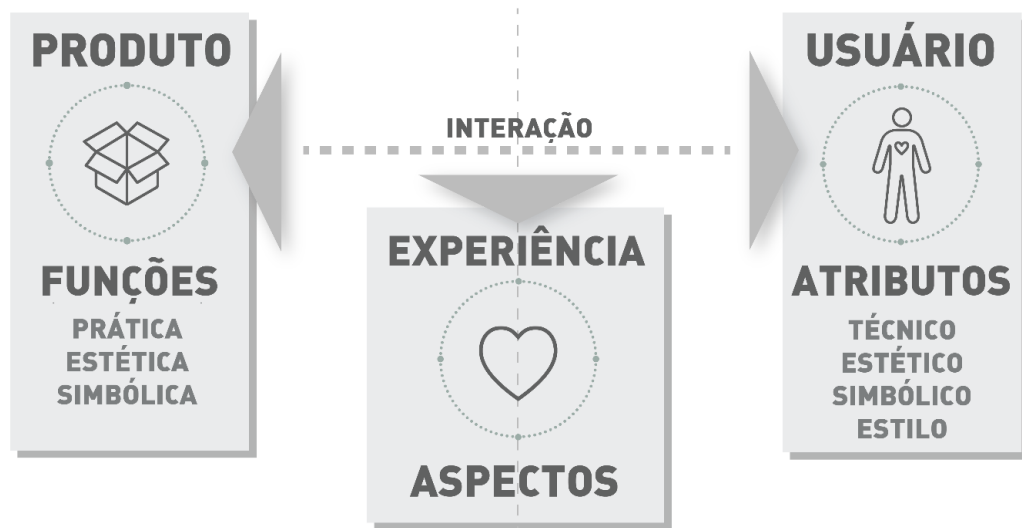 PRODUTO
FUNÇÕES
PRÁTICA
ESTÉTICA
SIMBÓLICA
INTERAÇÃO
EXPERIÊNCIA
ASPECTOS
USUÁRIO
ATRIBUTOS
TÉCNICO
ESTÉTICO
SIMBÓLICO
ESTILO